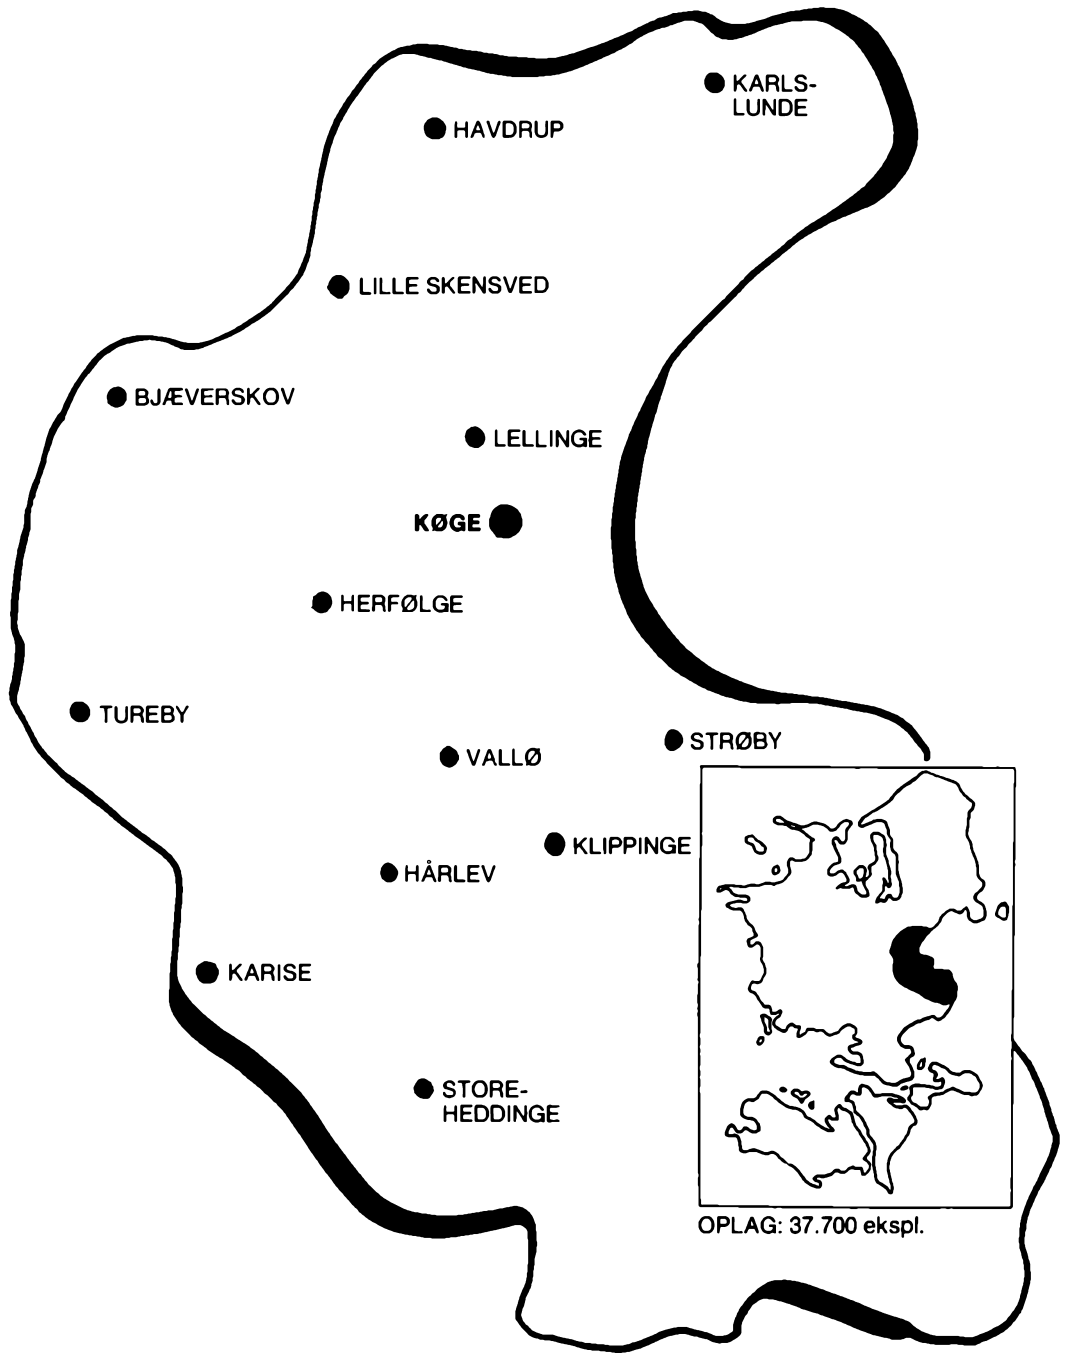 KARLS-
LUNDE
HAVDRUP
LILLE SKENSVED
BJÆVERSKOV
LELLINGE
KØGE
HERFØLGE
TUREBY
STRØBY
VALLØ
KLIPPINGE
HÅRLEV
KARISE
STORE-
HEDDINGE
OPLAG: 37.700 ekspl.